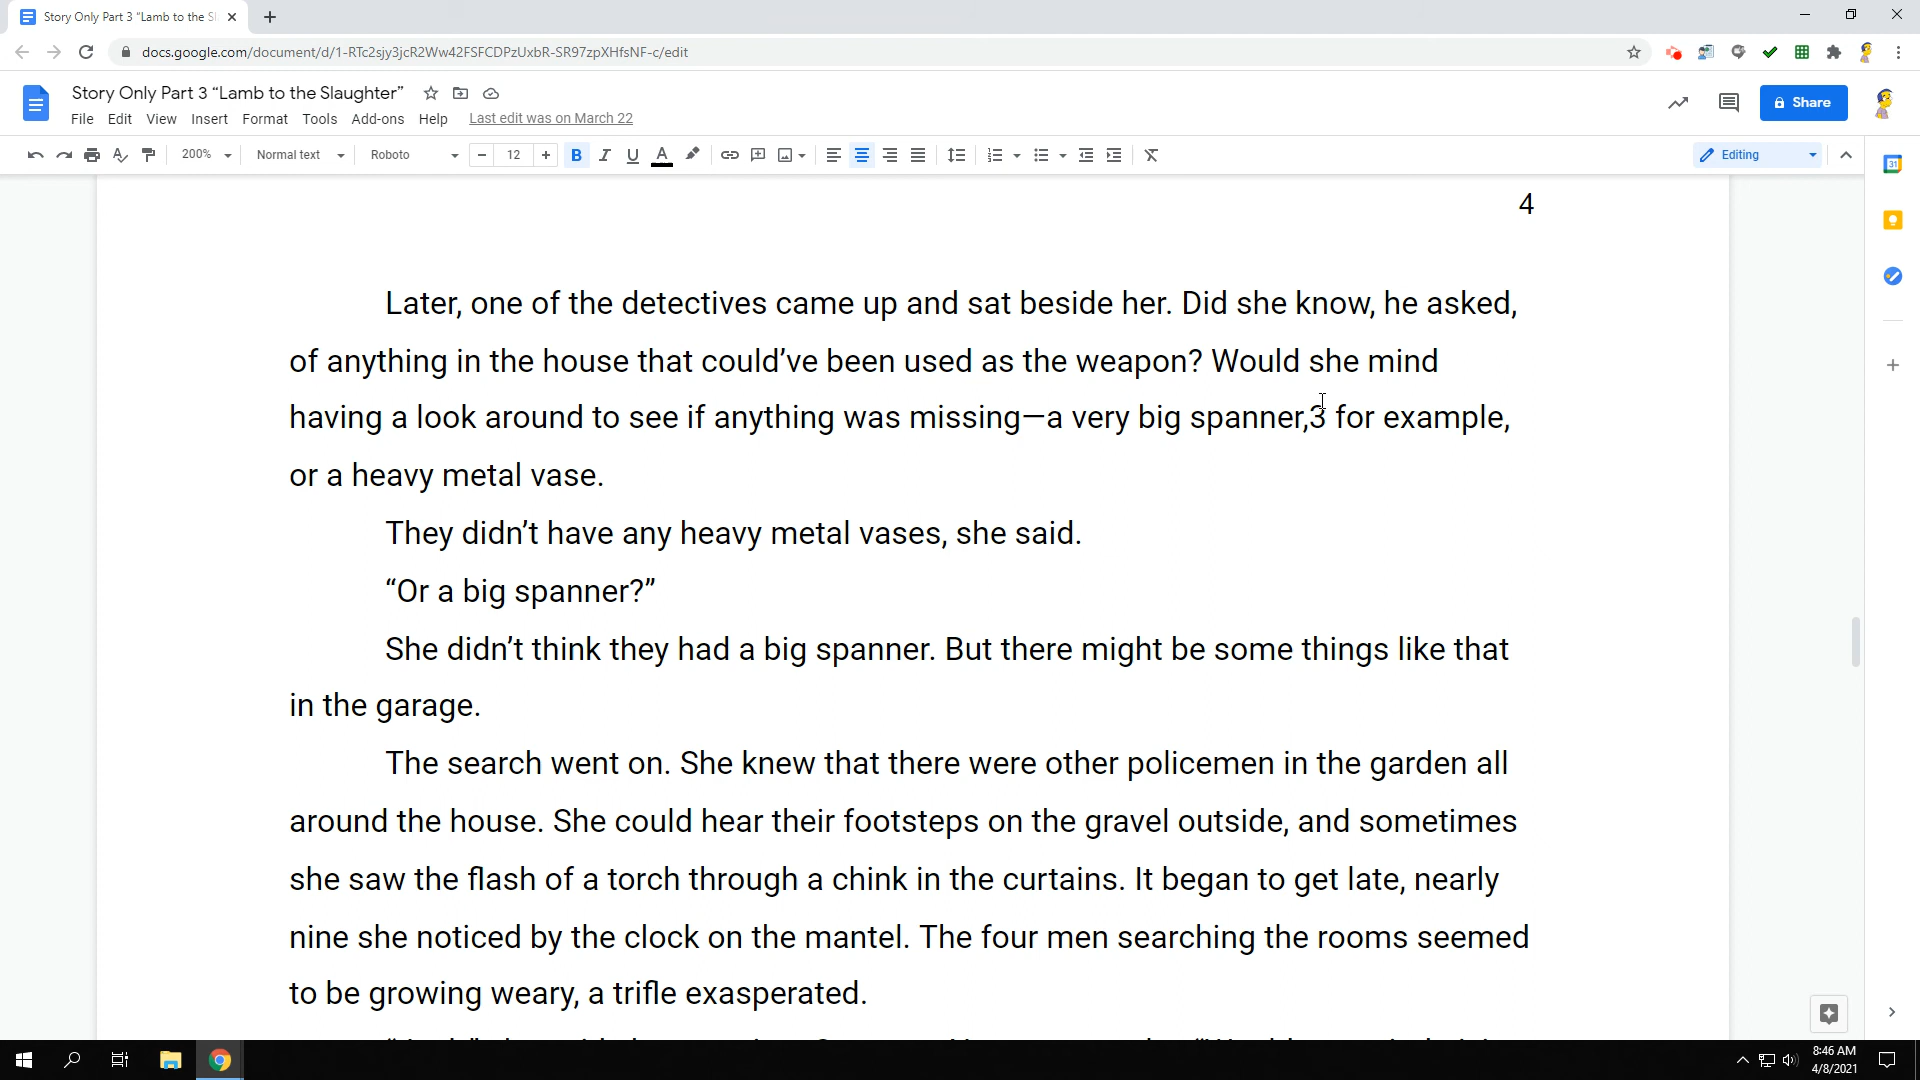 Story Only Part 3 “Lamb to the Sl
docs.google.com/document/d/1-RTc2sjy3jcR2Ww42FSFCDPzUxbR-SR97zpXHfsNF-c/edit
Story Only Part 3 “Lamb to the Slaughter”
Share
File Edit View Insert Format Tools Add-ons Help Last edit was on March 22
200% Normal text Roboto 12 B I U A Editing
31
4
Later, one of the detectives came up and sat beside her. Did she know, he asked,
of anything in the house that could’ve been used as the weapon? Would she mind
having a look around to see if anything was missing—a very big spanner,3 for example,
or a heavy metal vase.
They didn’t have any heavy metal vases, she said.
“Or a big spanner?”
She didn’t think they had a big spanner. But there might be some things like that
in the garage.
The search went on. She knew that there were other policemen in the garden all
around the house. She could hear their footsteps on the gravel outside, and sometimes
she saw the flash of a torch through a chink in the curtains. It began to get late, nearly
nine she noticed by the clock on the mantel. The four men searching the rooms seemed
to be growing weary, a trifle exasperated.
8:46 AM
4/8/2021